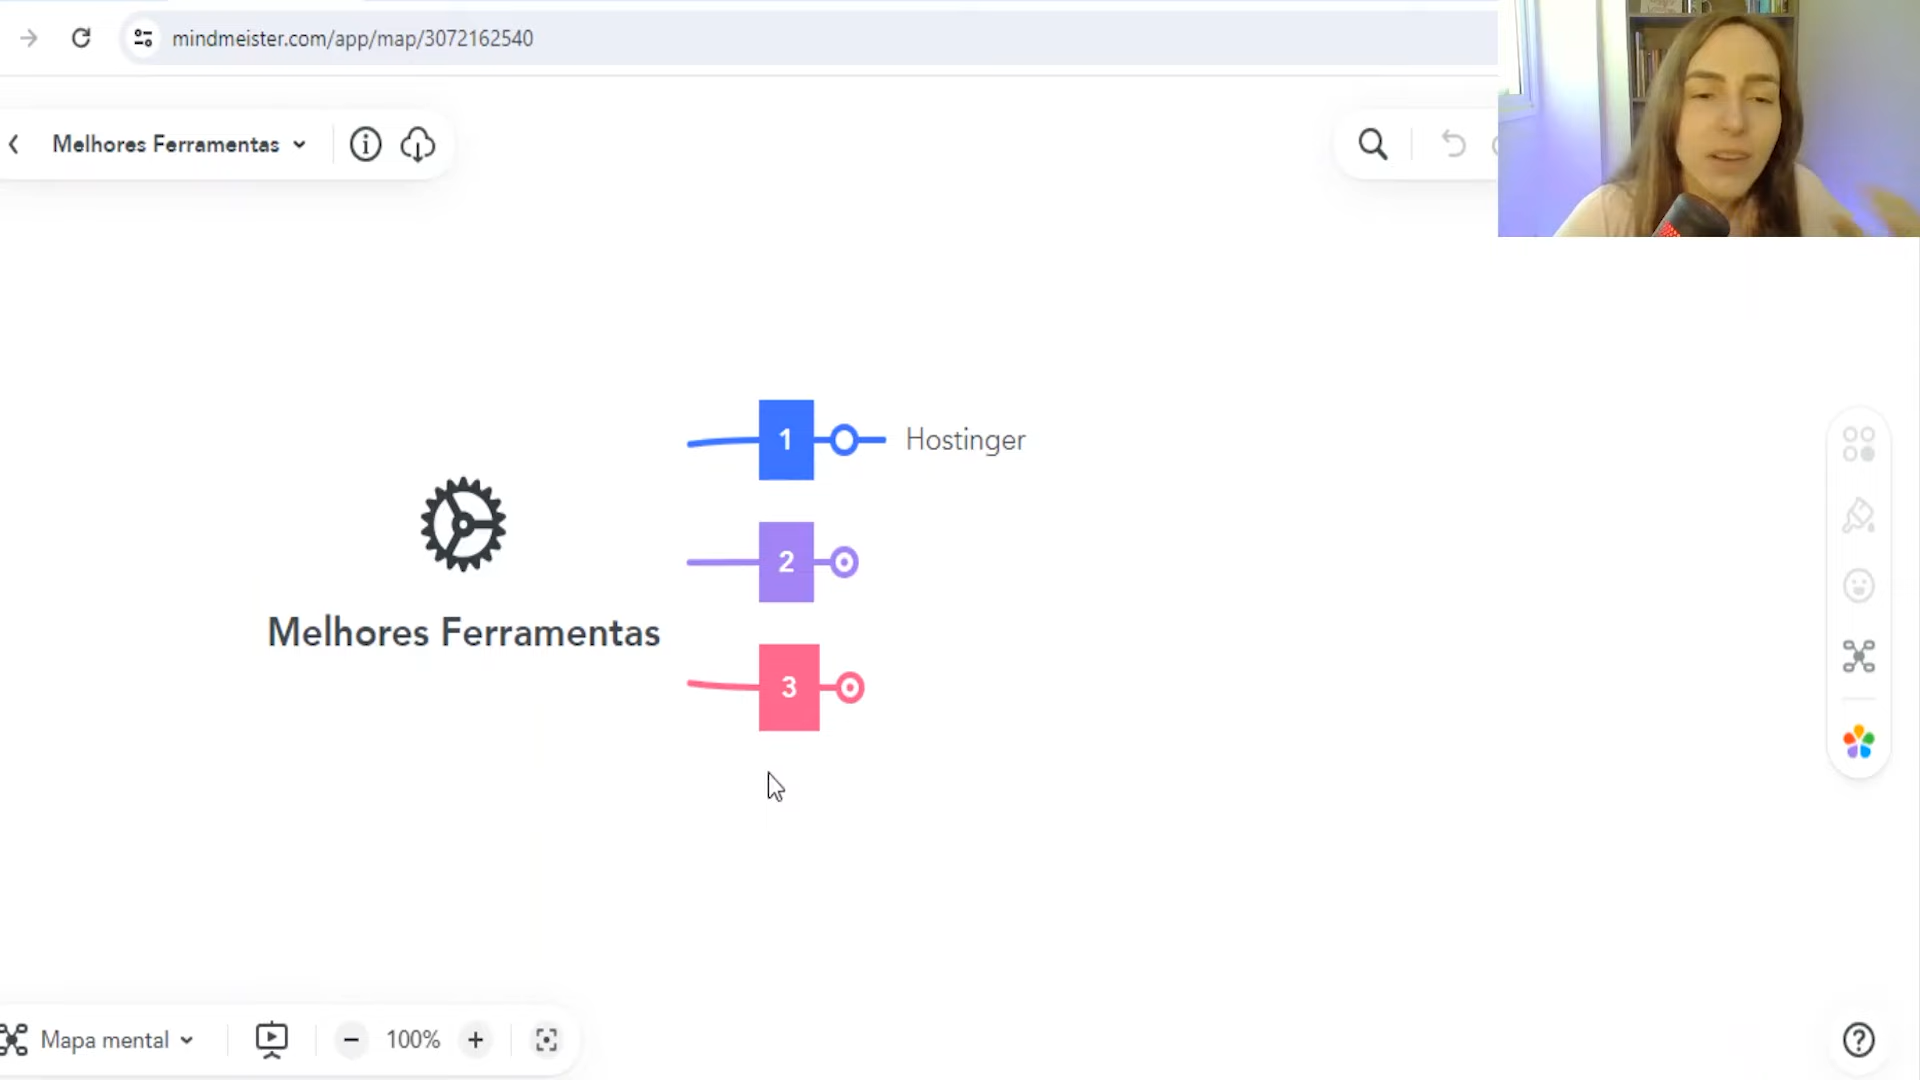 mindmeister.com/app/map/3072162540
Melhores Ferramentas
1
Hostinger
2
Melhores Ferramentas
3
Mapa mental
100%